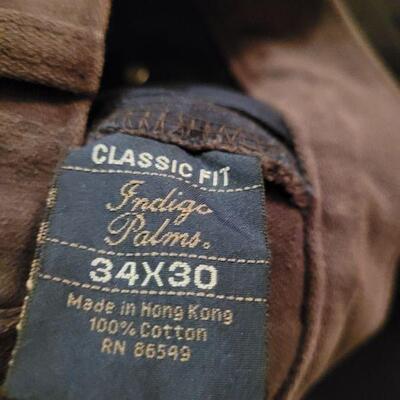 CLASSIC FIT
Indigo
Palms.
34X30
Made in Hong Kong
100% Cotton
RN 86549